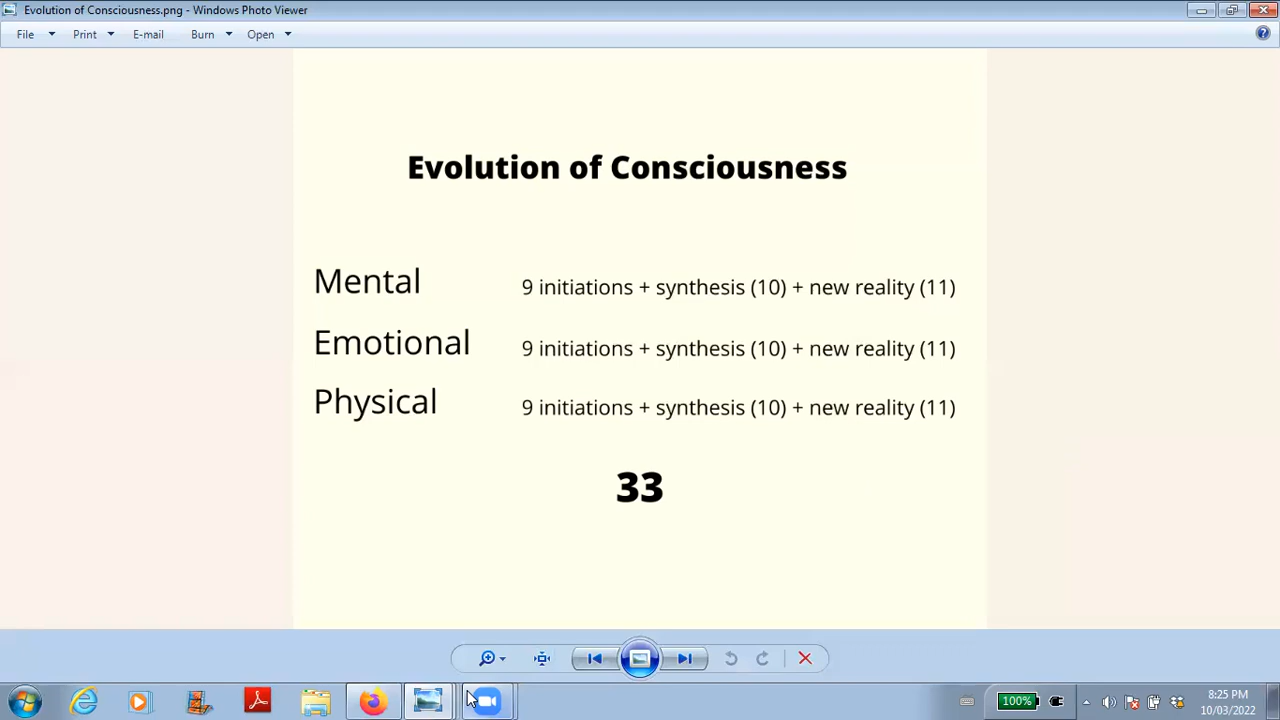 Evolution of Consciousness.png - Windows Photo Viewer
File Print E-mail Burn Open
Evolution of Consciousness
Mental 9 initiations + synthesis (10) + new reality (11)
Emotional 9 initiations + synthesis (10) + new reality (11)
Physical 9 initiations + synthesis (10) + new reality (11)
33
100%
8:25 PM
10/03/2022